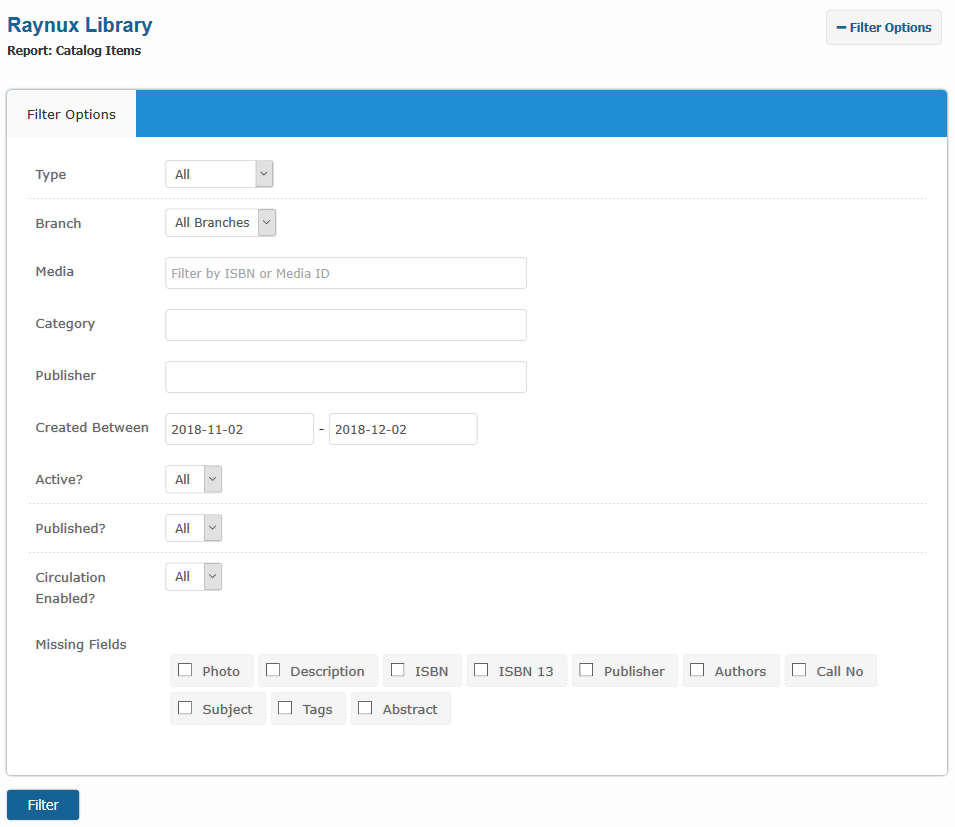 Raynux Library
Report: Catalog Items
Filter Options
Filter Options
Type All
Branch All Branches
Media Filter by ISBN or Media ID
Category
Publisher
Created Between 2018-11-02 - 2018-12-02
Active? All
Published? All
Circulation All
Enabled?
Missing Fields
Photo Description ISBN ISBN 13 Publisher Authors Call No
Subject Tags Abstract
Filter